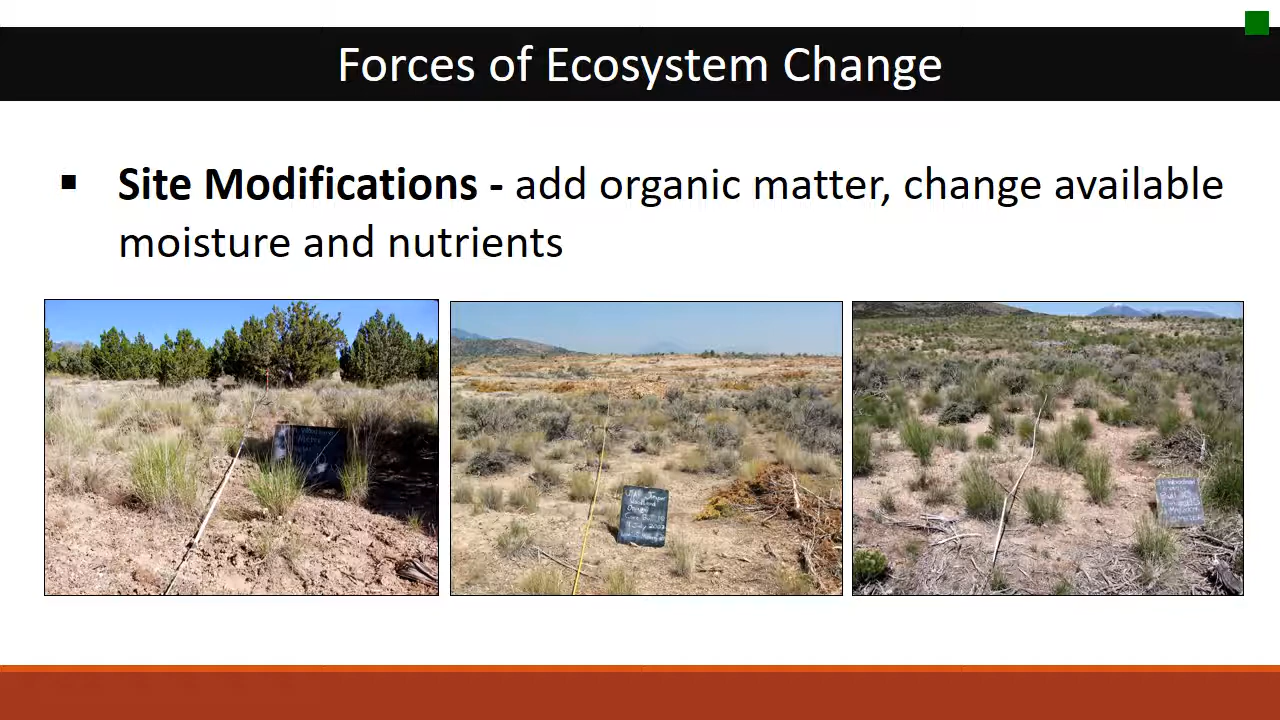 Forces of Ecosystem Change
▪ Site Modifications - add organic matter, change available
moisture and nutrients